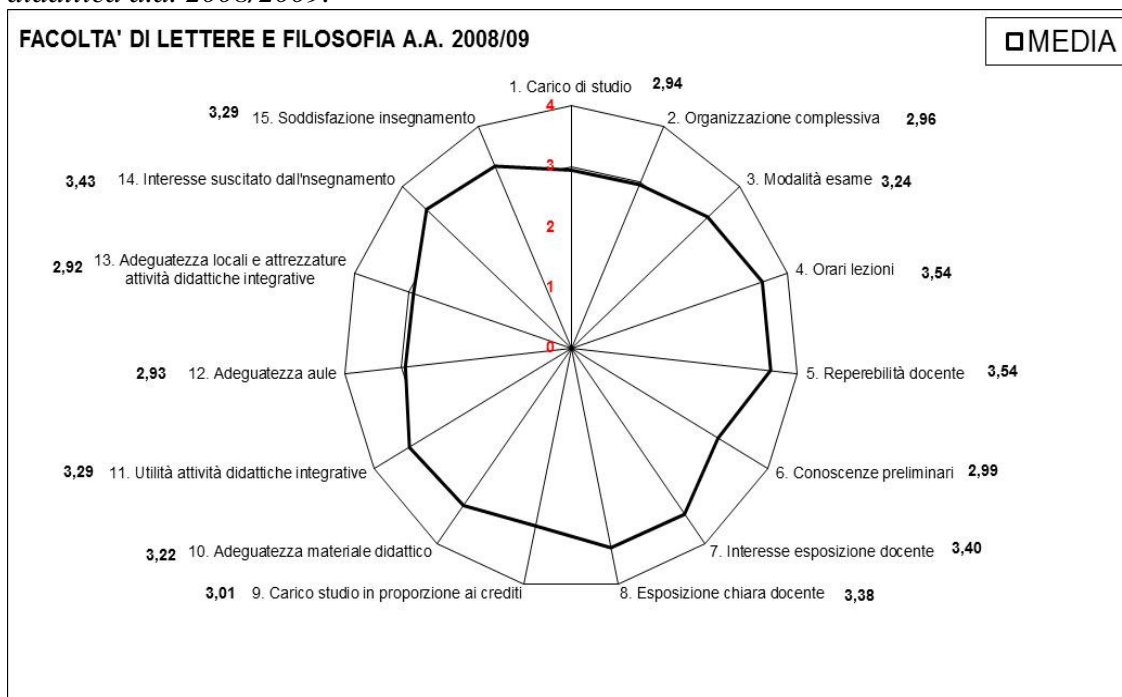 didattica a.a. 2008/2009.
FACOLTA' DI LETTERE E FILOSOFIA A.A. 2008/09
MEDIA
1. Carico di studio 2,94
2. Organizzazione complessiva 2,96
3. Modalità esame 3,24
4. Orari lezioni 3,54
5. Reperebilità docente 3,54
6. Conoscenze preliminari 2,99
7. Interesse esposizione docente 3,40
8. Esposizione chiara docente 3,38
3,01 9. Carico studio in proporzione ai crediti
3,22 10. Adeguatezza materiale didattico
3,29 11. Utilità attività didattiche integrative
2,93 12. Adeguatezza aule
2,92 13. Adeguatezza locali e attrezzature
attività didattiche integrative
3,43 14. Interesse suscitato dall'nsegnamento
3,29 15. Soddisfazione insegnamento
4
3
2
1
0